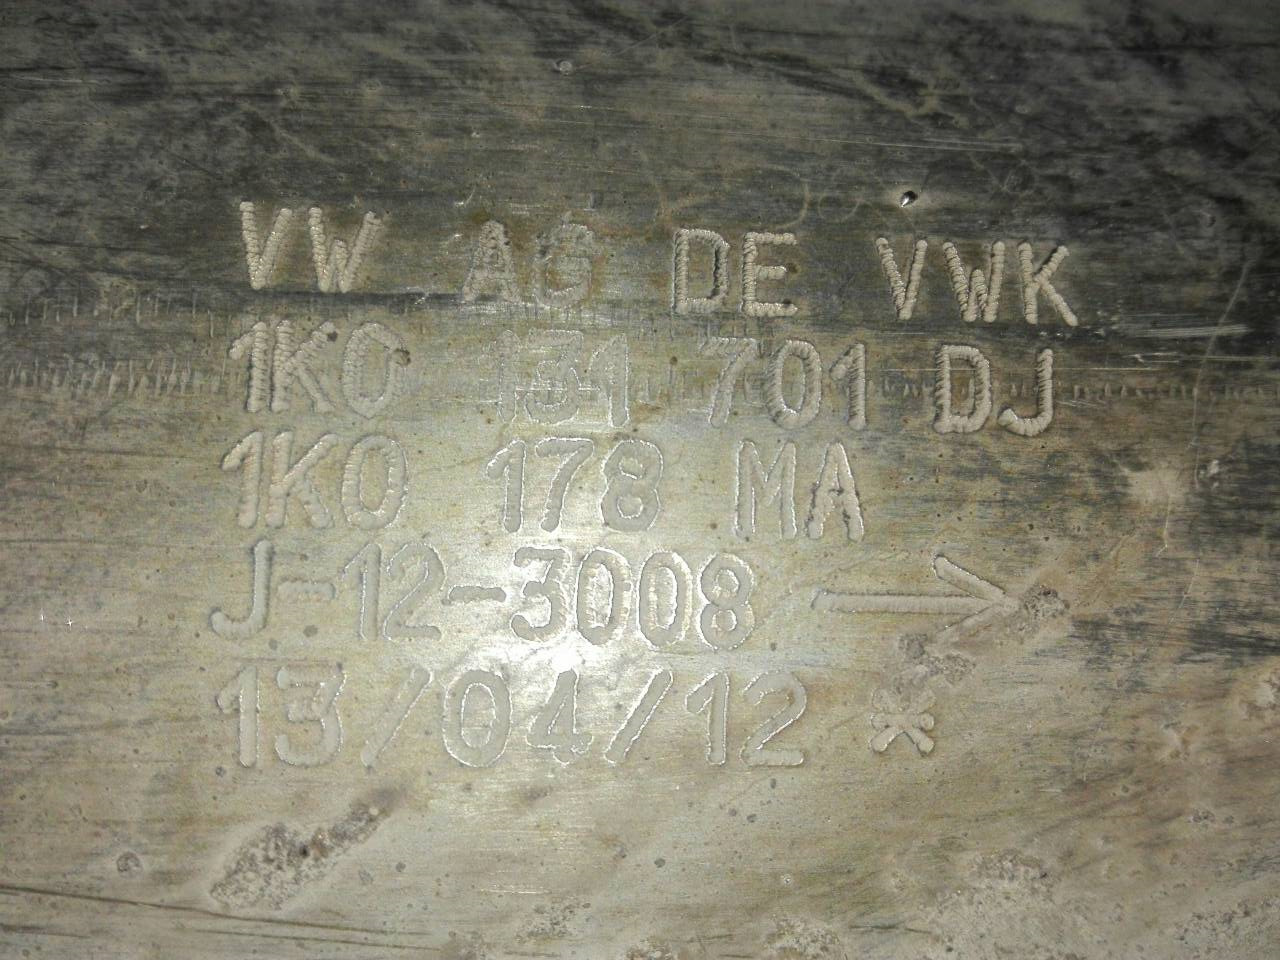 VW AG DE VWK
1K0 131 701 DJ
1K0 178 MA
J-12-3008 →
13/04/12 *